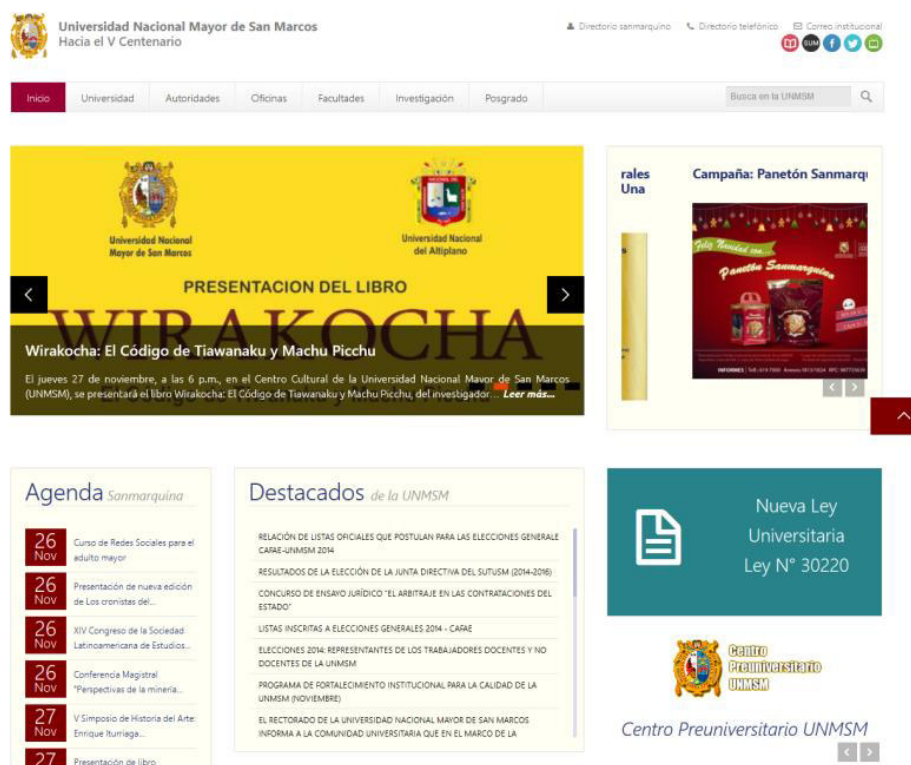 Universidad Nacional Mayor de San Marcos
Hacia el V Centenario
Directorio sanmarquino
Directorio telefónico
Correo institucional
SUM
Inicio
Universidad
Autoridades
Oficinas
Facultades
Investigación
Posgrado
Busca en la UNMSM
Universidad Nacional
Mayor de San Marcos
Universidad Nacional
del Altiplano
PRESENTACION DEL LIBRO
WIRAKOCHA
Wirakocha: El Código de Tiawanaku y Machu Picchu
El jueves 27 de noviembre, a las 6 p.m., en el Centro Cultural de la Universidad Nacional Mayor de San Marcos
(UNMSM), se presentará el libro Wirakocha: El Código de Tiawanaku y Machu Picchu, del investigador... Leer más...
rales
Una
Campaña: Panetón Sanmarqu
Feliz Navidad con...
Panetón Sanmarquino
Agenda Sanmarquina
26
Nov
Curso de Redes Sociales para el
adulto mayor
26
Nov
Presentación de nueva edición
de Los cronistas del...
26
Nov
XIV Congreso de la Sociedad
Latinoamericana de Estudios...
26
Nov
Conferencia Magistral
"Perspectivas de la minería...
27
Nov
V Simposio de Historia del Arte:
Enrique Iturriaga...
27
Presentación de libro
Destacados de la UNMSM
RELACIÓN DE LISTAS OFICIALES QUE POSTULAN PARA LAS ELECCIONES GENERALE
CAFAE-UNMSM 2014
RESULTADOS DE LA ELECCIÓN DE LA JUNTA DIRECTIVA DEL SUTUSM (2014-2016)
CONCURSO DE ENSAYO JURÍDICO "EL ARBITRAJE EN LAS CONTRATACIONES DEL
ESTADO"
LISTAS INSCRITAS A ELECCIONES GENERALES 2014 - CAFAE
ELECCIONES 2014: REPRESENTANTES DE LOS TRABAJADORES DOCENTES Y NO
DOCENTES DE LA UNMSM
PROGRAMA DE FORTALECIMIENTO INSTITUCIONAL PARA LA CALIDAD DE LA
UNMSM (NOVIEMBRE)
EL RECTORADO DE LA UNIVERSIDAD NACIONAL MAYOR DE SAN MARCOS
INFORMA A LA COMUNIDAD UNIVERSITARIA QUE EN EL MARCO DE LA
Nueva Ley
Universitaria
Ley N° 30220
Centro
Preuniversitario
UNMSM
Centro Preuniversitario UNMSM